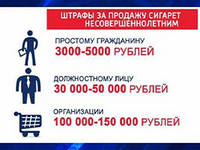 ШТРАФЫ ЗА ПРОДАЖУ СИГАРЕТ
НЕСОВЕРШЕННОЛЕТНИМ
ПРОСТОМУ ГРАЖДАНИНУ
3000-5000 РУБЛЕЙ
ДОЛЖНОСТНОМУ ЛИЦУ
30 000-50 000 РУБЛЕЙ
ОРГАНИЗАЦИИ
100 000-150 000 РУБЛЕЙ